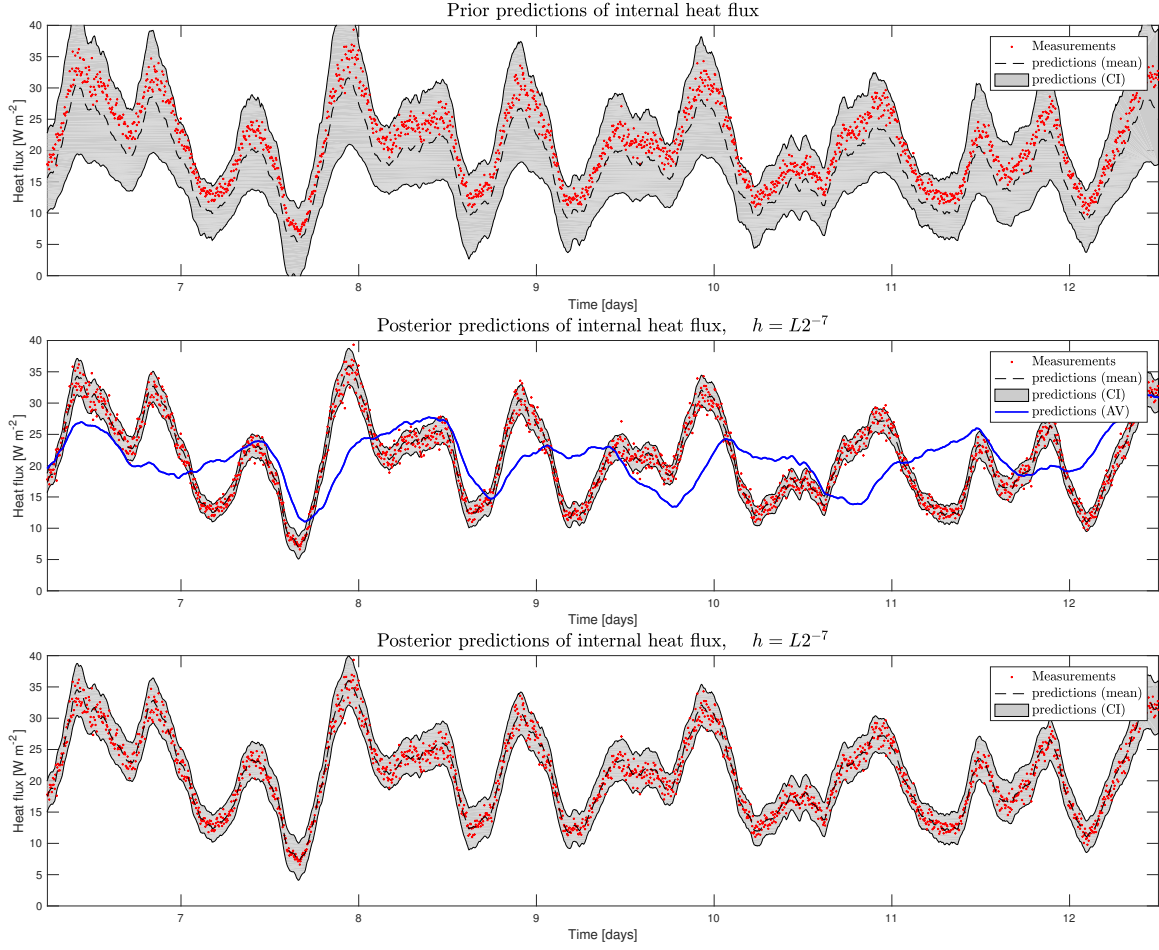 Prior predictions of internal heat flux
40
35
30
25
20
15
10
5
0
Heat flux [W m⁻²]
Measurements
predictions (mean)
predictions (CI)
7 8 9 10 11 12
Time [days]
Posterior predictions of internal heat flux, h = L2⁻⁷
40
35
30
25
20
15
10
5
0
Heat flux [W m⁻²]
Measurements
predictions (mean)
predictions (CI)
predictions (AV)
7 8 9 10 11 12
Time [days]
Posterior predictions of internal heat flux, h = L2⁻⁷
40
35
30
25
20
15
10
5
0
Heat flux [W m⁻²]
Measurements
predictions (mean)
predictions (CI)
7 8 9 10 11 12
Time [days]